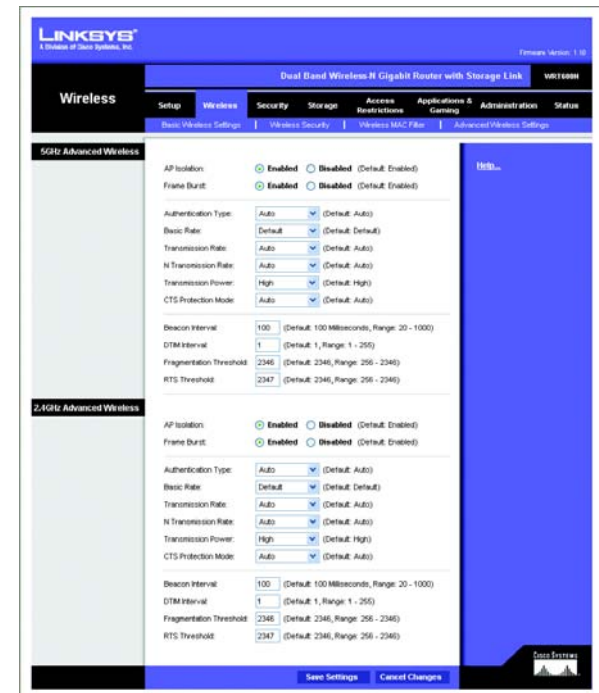 LINKSYS®
A Division of Cisco Systems, Inc.
Firmware Version: 1.10
Dual Band Wireless-N Gigabit Router with Storage Link WRT600N
Wireless
Setup Wireless Security Storage Access Restrictions Applications & Gaming Administration Status
Basic Wireless Settings | Wireless Security | Wireless MAC Filter | Advanced Wireless Settings
5GHz Advanced Wireless
Help...
AP Isolation: Enabled Disabled (Default: Enabled)
Frame Burst: Enabled Disabled (Default: Enabled)
Authentication Type: Auto (Default: Auto)
Basic Rate: Default (Default: Default)
Transmission Rate: Auto (Default: Auto)
N Transmission Rate: Auto (Default: Auto)
Transmission Power: High (Default: High)
CTS Protection Mode: Auto (Default: Auto)
Beacon Interval: 100 (Default: 100 Milliseconds, Range: 20 - 1000)
DTIM Interval: 1 (Default: 1, Range: 1 - 255)
Fragmentation Threshold: 2346 (Default: 2346, Range: 256 - 2346)
RTS Threshold: 2347 (Default: 2346, Range: 256 - 2346)
2.4GHz Advanced Wireless
AP Isolation: Enabled Disabled (Default: Enabled)
Frame Burst: Enabled Disabled (Default: Enabled)
Authentication Type: Auto (Default: Auto)
Basic Rate: Default (Default: Default)
Transmission Rate: Auto (Default: Auto)
N Transmission Rate: Auto (Default: Auto)
Transmission Power: High (Default: High)
CTS Protection Mode: Auto (Default: Auto)
Beacon Interval: 100 (Default: 100 Milliseconds, Range: 20 - 1000)
DTIM Interval: 1 (Default: 1, Range: 1 - 255)
Fragmentation Threshold: 2346 (Default: 2346, Range: 256 - 2346)
RTS Threshold: 2347 (Default: 2346, Range: 256 - 2346)
Save Settings Cancel Changes
CISCO SYSTEMS